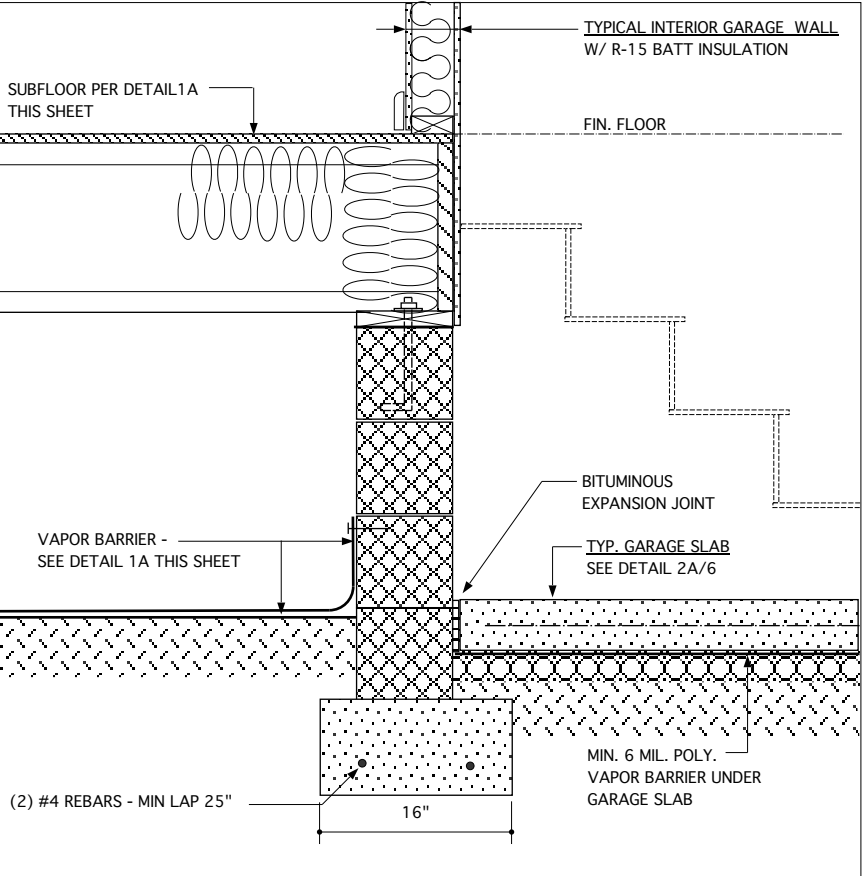 TYPICAL INTERIOR GARAGE WALL
W/ R-15 BATT INSULATION
SUBFLOOR PER DETAIL1A
THIS SHEET
FIN. FLOOR
BITUMINOUS
EXPANSION JOINT
VAPOR BARRIER -
SEE DETAIL 1A THIS SHEET
TYP. GARAGE SLAB
SEE DETAIL 2A/6
MIN. 6 MIL. POLY.
VAPOR BARRIER UNDER
GARAGE SLAB
(2) #4 REBARS - MIN LAP 25"
16"